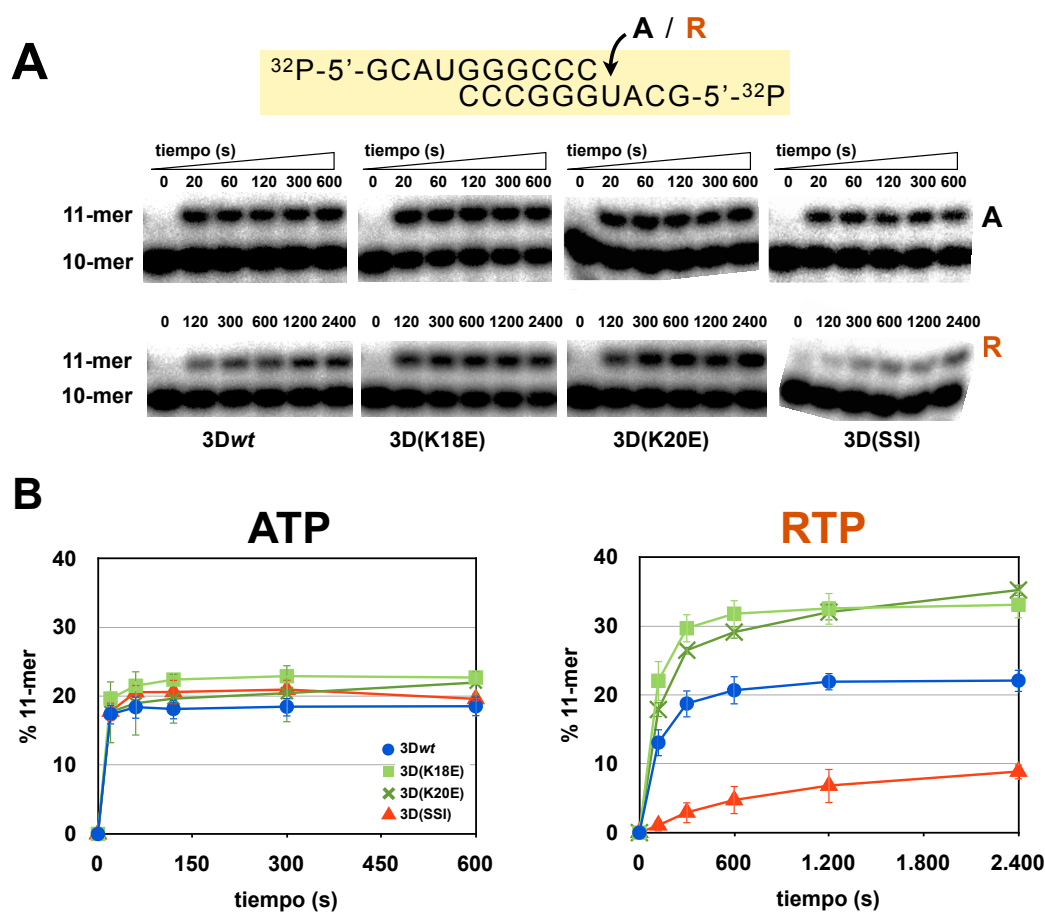 A
A / R
32P-5'-GCAUGGGCCC
CCCGGGUACG-5'-32P
tiempo (s) tiempo (s) tiempo (s) tiempo (s)
0 20 60 120 300 600 0 20 60 120 300 600 0 20 60 120 300 600 0 20 60 120 300 600
11-mer A
10-mer
0 120 300 600 1200 2400 0 120 300 600 1200 2400 0 120 300 600 1200 2400 0 120 300 600 1200 2400
11-mer R
10-mer
3Dwt 3D(K18E) 3D(K20E) 3D(SSI)
B
ATP
% 11-mer
40
30
20
10
0
0 150 300 450 600
tiempo (s)
3Dwt
3D(K18E)
3D(K20E)
3D(SSI)
RTP
% 11-mer
40
30
20
10
0
0 600 1.200 1.800 2.400
tiempo (s)